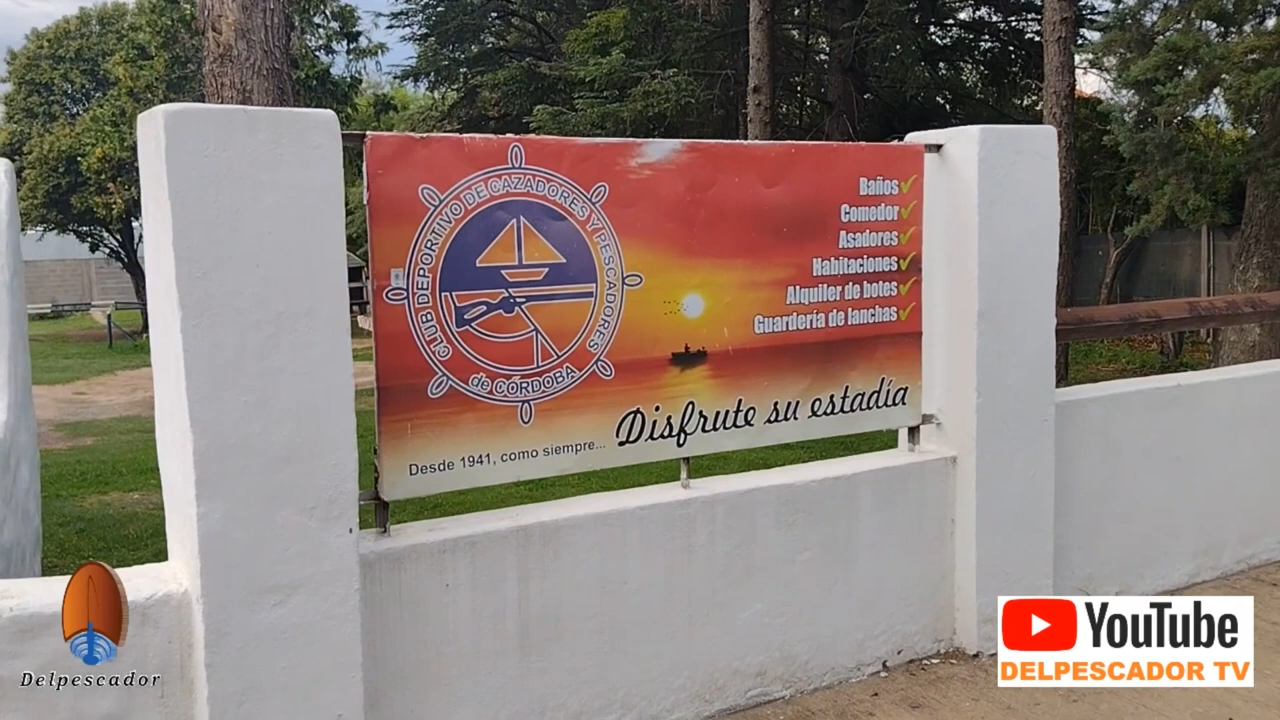 CLUB DEPORTIVO DE CAZADORES Y PESCADORES
de CÓRDOBA
Baños
Comedor
Asadores
Habitaciones
Alquiler de botes
Guardería de lanchas
Disfrute su estadía
Desde 1941, como siempre...
Delpescador
YouTube
DELPESCADOR TV